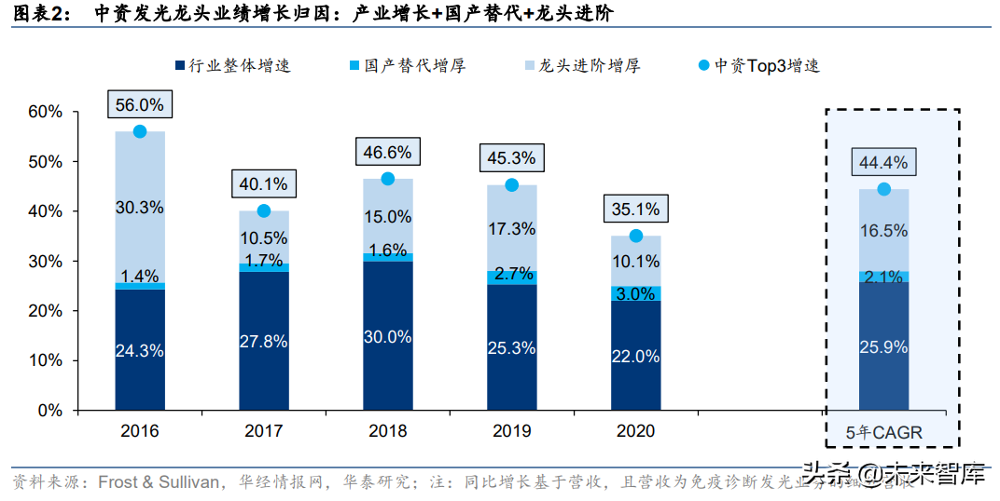 图表2： 中资发光龙头业绩增长归因：产业增长+国产替代+龙头进阶
行业整体增速 国产替代增厚 龙头进阶增厚 中资Top3增速
56.0% 40.1% 46.6% 45.3% 35.1% 44.4%
60%
50%
40%
30%
20%
10%
0%
30.3% 10.5% 15.0% 17.3% 10.1% 16.5%
1.4% 1.7% 1.6% 2.7% 3.0% 2.1%
24.3% 27.8% 30.0% 25.3% 22.0% 25.9%
2016 2017 2018 2019 2020 5年CAGR
资料来源：Frost & Sullivan，华经情报网，华泰研究；注：同比增长基于营收，且营收为免疫诊断发光业务的细分营收
头条 @未来智库